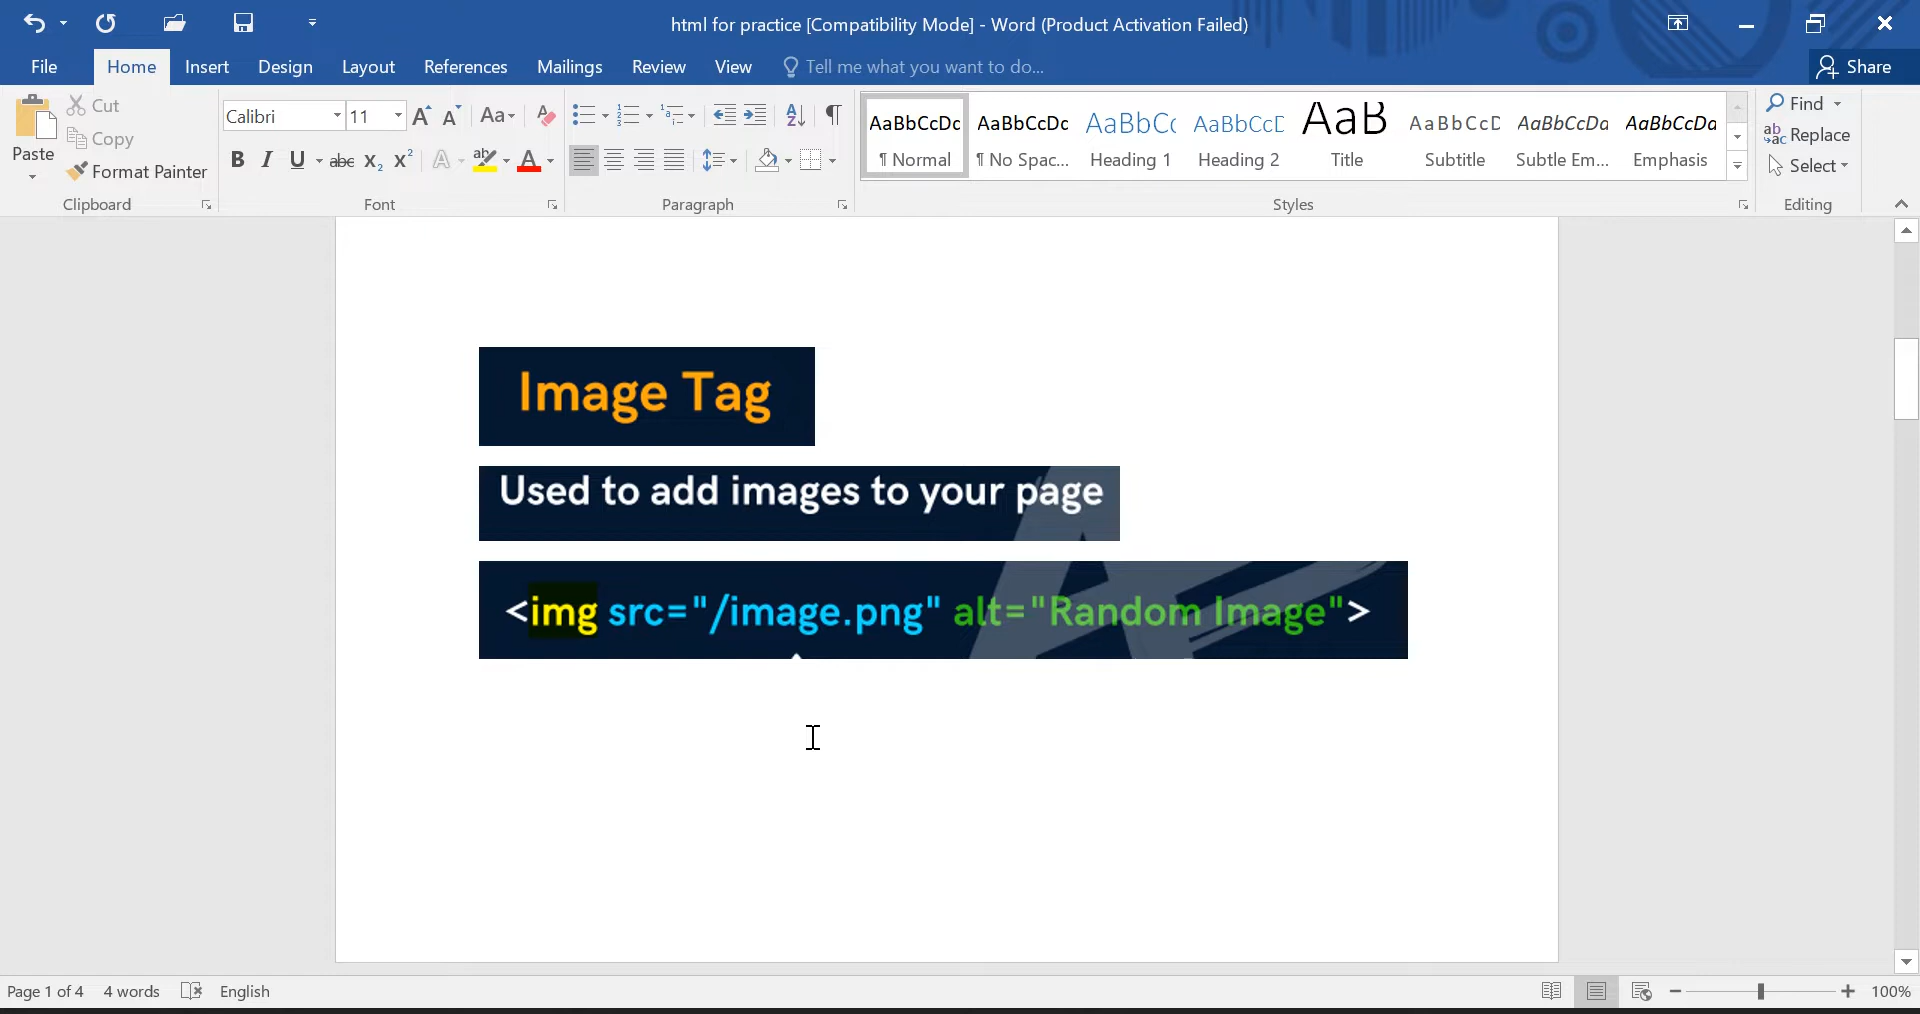 html for practice [Compatibility Mode] - Word (Product Activation Failed)
File Home Insert Design Layout References Mailings Review View Tell me what you want to do... Share
Paste
Cut
Copy
Format Painter
Clipboard
Calibri 11
Font
Paragraph
AaBbCcDc AaBbCcDc AaBbCc AaBbCcD AaB AaBbCcD AaBbCcDa AaBbCcDa
¶ Normal ¶ No Spac... Heading 1 Heading 2 Title Subtitle Subtle Em... Emphasis
Styles
Find
Replace
Select
Editing
Image Tag
Used to add images to your page
<img src="/image.png" alt="Random Image">
Page 1 of 4 4 words English 100%